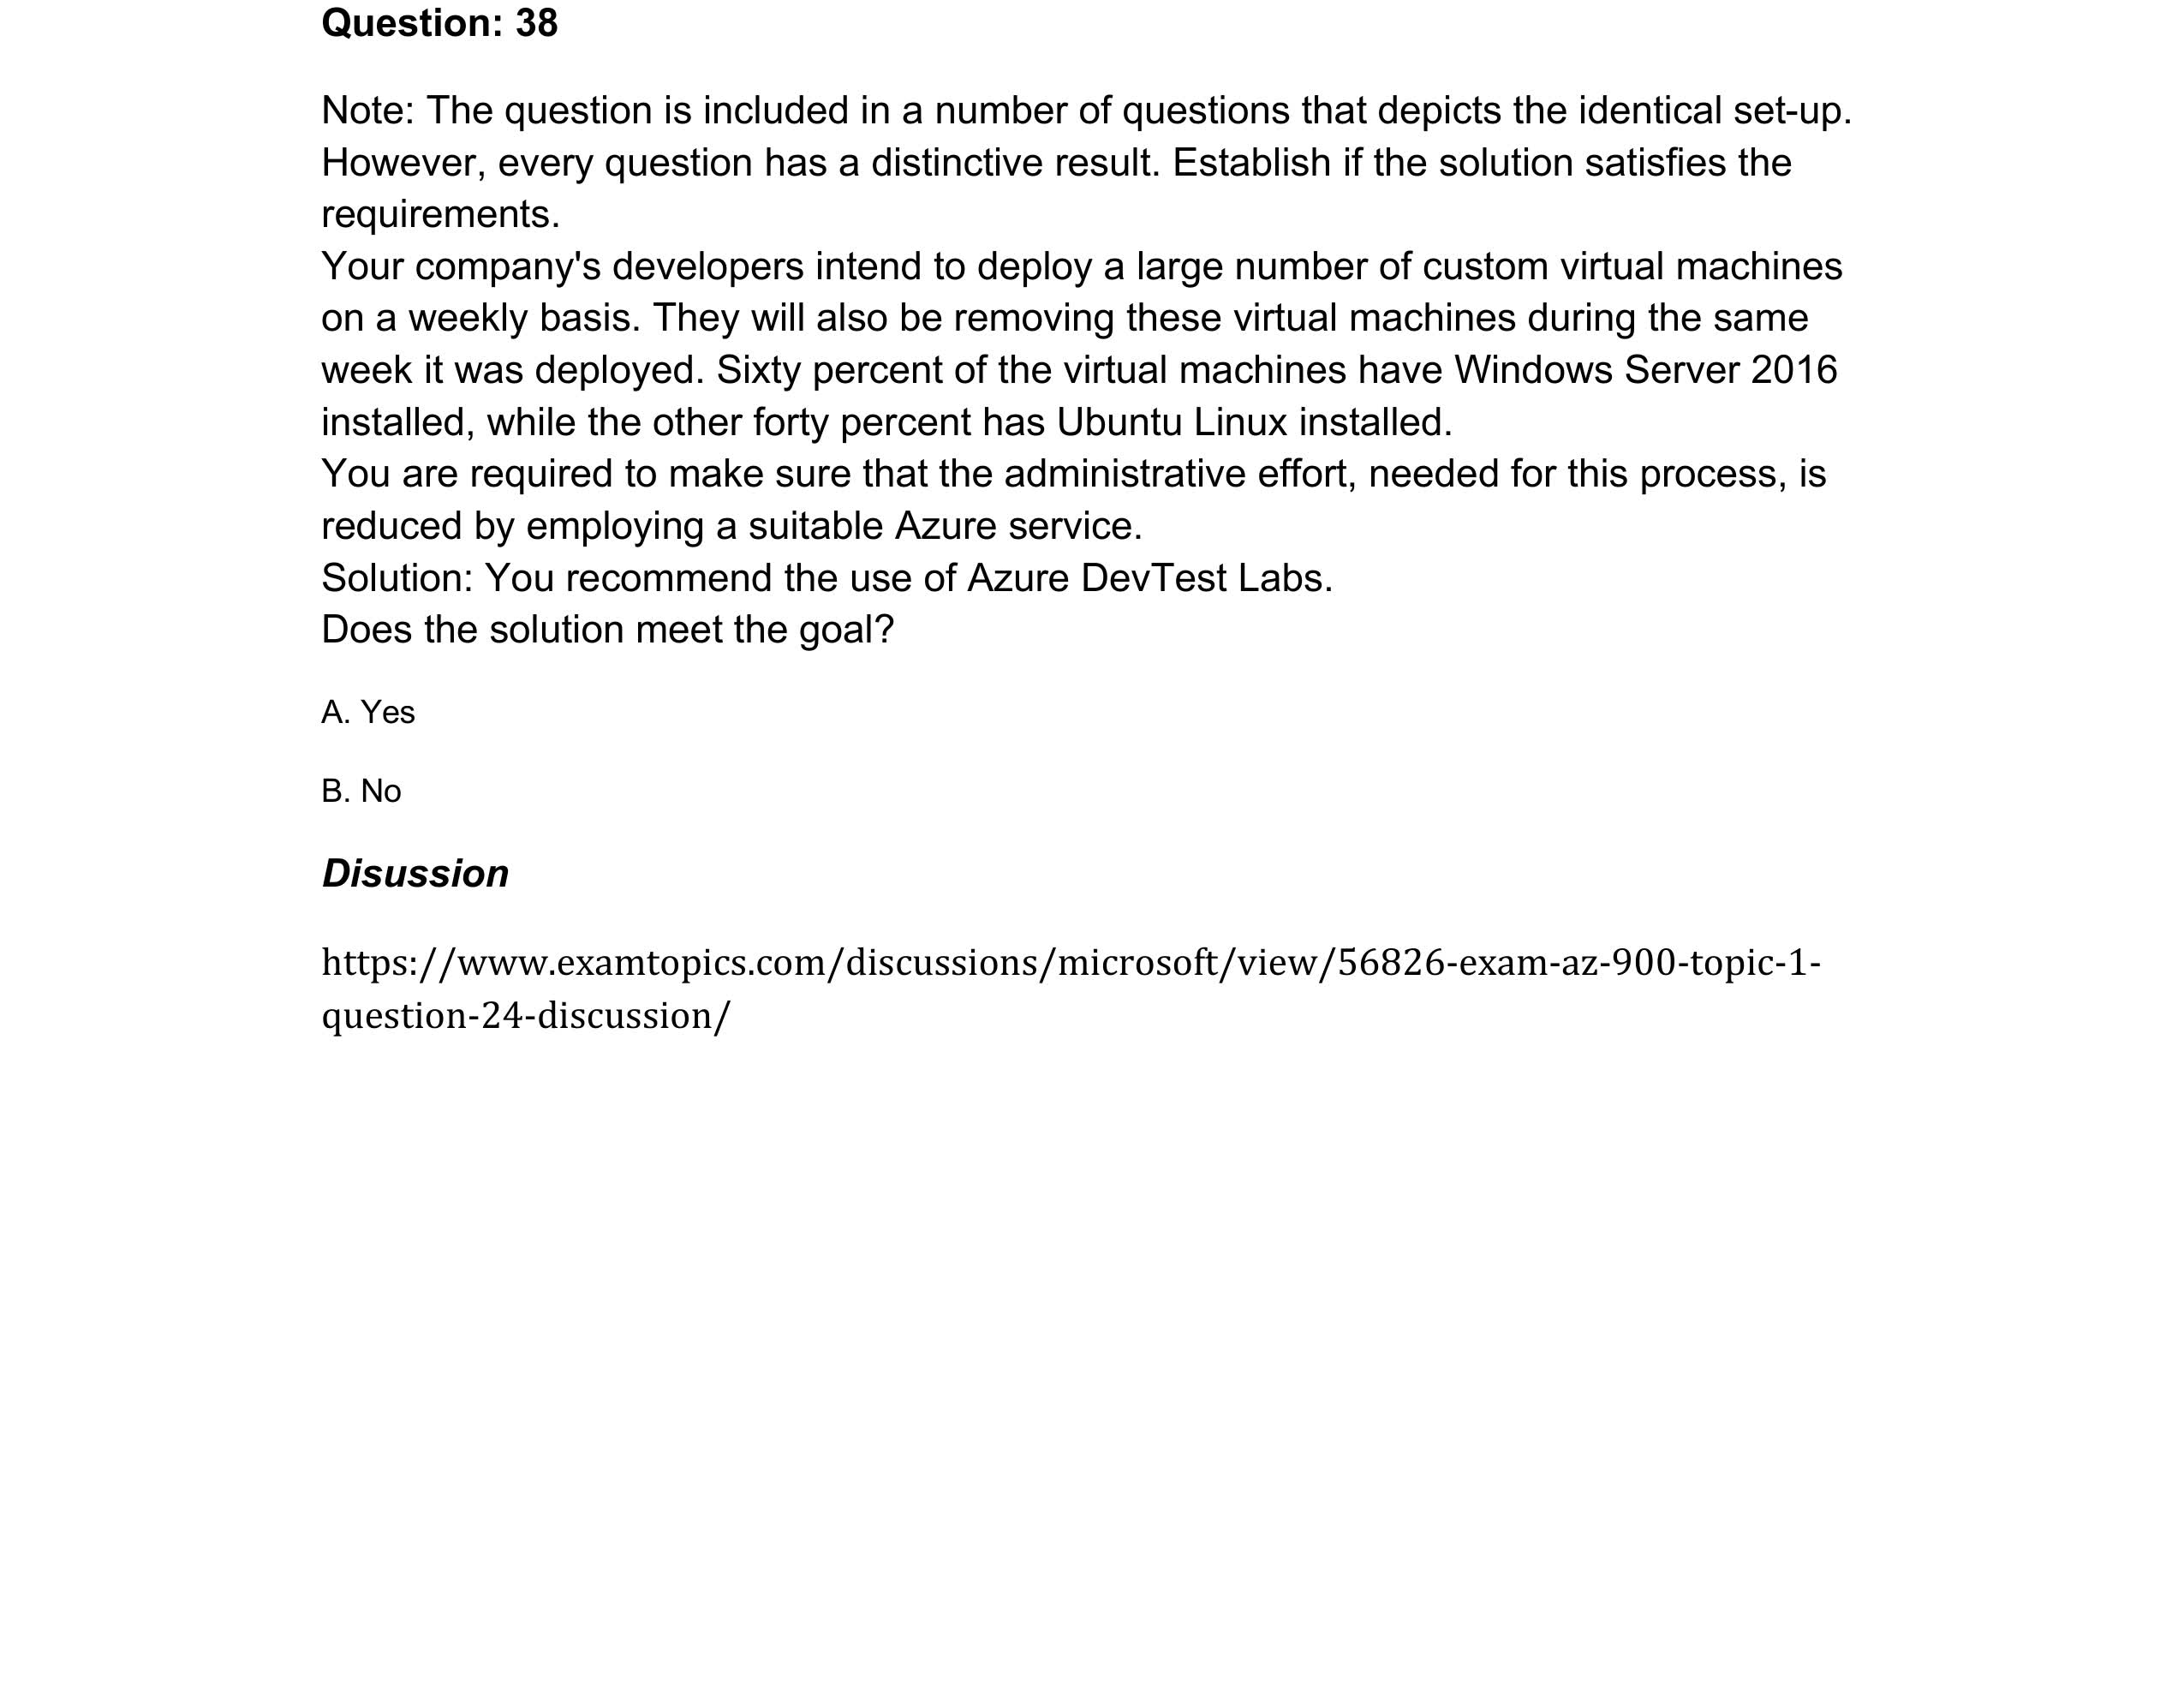 Question: 38
Note: The question is included in a number of questions that depicts the identical set-up.
However, every question has a distinctive result. Establish if the solution satisfies the
requirements.
Your company's developers intend to deploy a large number of custom virtual machines
on a weekly basis. They will also be removing these virtual machines during the same
week it was deployed. Sixty percent of the virtual machines have Windows Server 2016
installed, while the other forty percent has Ubuntu Linux installed.
You are required to make sure that the administrative effort, needed for this process, is
reduced by employing a suitable Azure service.
Solution: You recommend the use of Azure DevTest Labs.
Does the solution meet the goal?
A. Yes
B. No
Disussion
https://www.examtopics.com/discussions/microsoft/view/56826-exam-az-900-topic-1-
question-24-discussion/